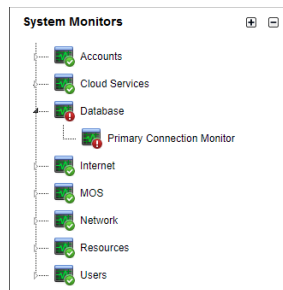 System Monitors
Accounts
Cloud Services
Database
Primary Connection Monitor
Internet
MOS
Network
Resources
Users